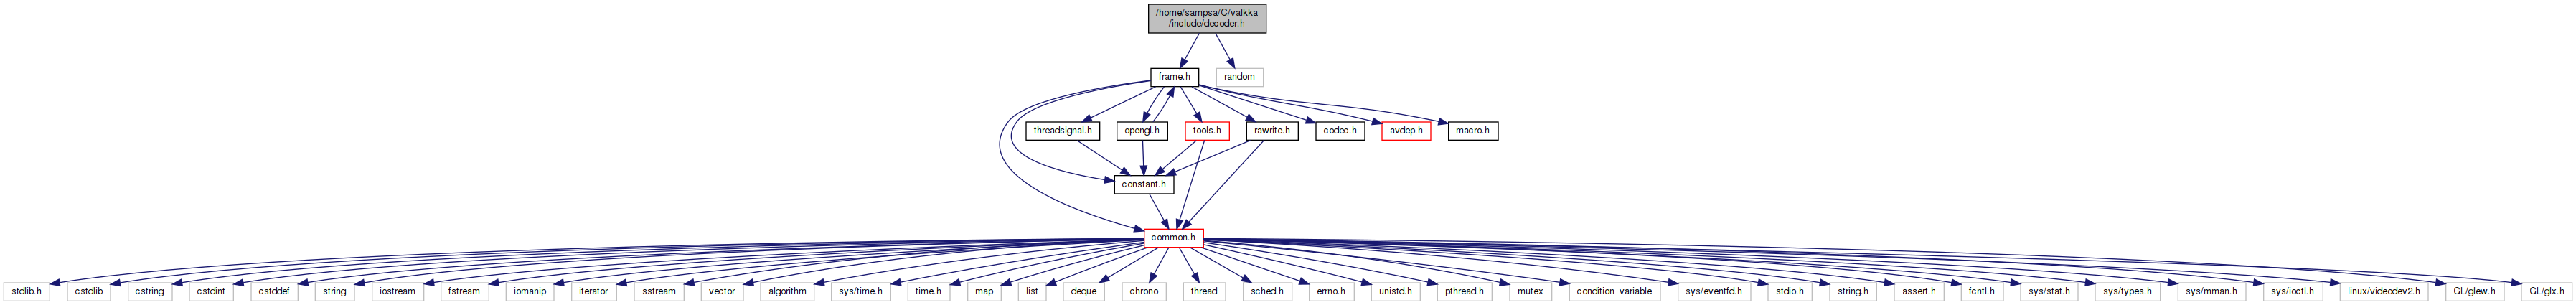 /home/sampsa/C/valkka
/include/decoder.h
frame.h
random
threadsignal.h
opengl.h
tools.h
rawrite.h
codec.h
avdep.h
macro.h
constant.h
common.h
stdlib.h
cstdlib
cstring
cstdint
cstddef
string
iostream
fstream
iomanip
iterator
sstream
vector
algorithm
sys/time.h
time.h
map
list
deque
chrono
thread
sched.h
errno.h
unistd.h
pthread.h
mutex
condition_variable
sys/eventfd.h
stdio.h
string.h
assert.h
fcntl.h
sys/stat.h
sys/types.h
sys/mman.h
sys/ioctl.h
linux/videodev2.h
GL/glew.h
GL/glx.h